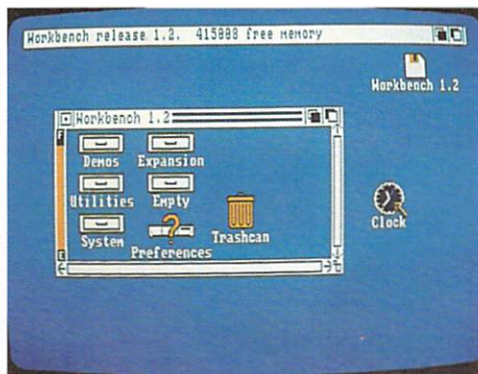 Workbench release 1.2. 415808 free memory
Workbench 1.2
Workbench 1.2
Demos Expansion
Utilities Empty
System
Preferences
Trashcan
Clock